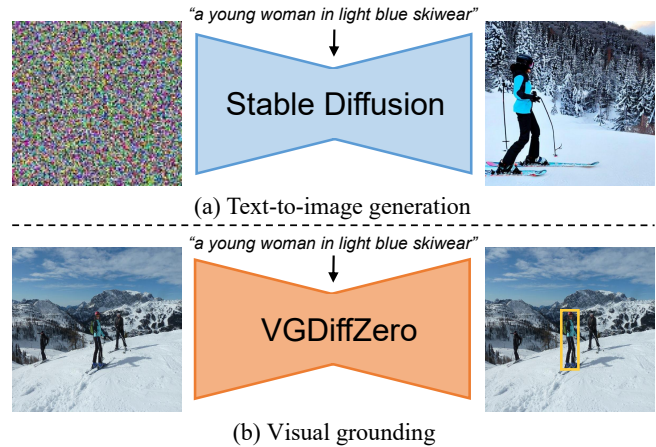 "a young woman in light blue skiwear"
Stable Diffusion
(a) Text-to-image generation
"a young woman in light blue skiwear"
VGDiffZero
(b) Visual grounding